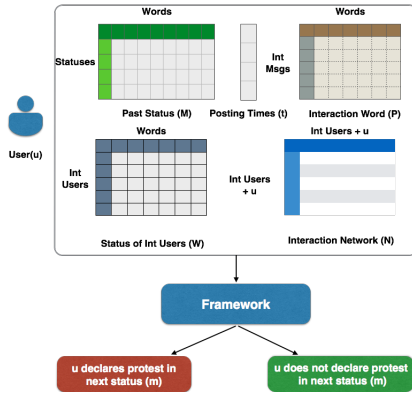 Words
Words
Statuses
Int
Msgs
Past Status (M)
Posting Times (t)
Interaction Word (P)
User(u)
Words
Int Users + u
Int
Users
Int Users
+ u
Status of Int Users (W)
Interaction Network (N)
Framework
u declares protest in
next status (m)
u does not declare protest
in next status (m)